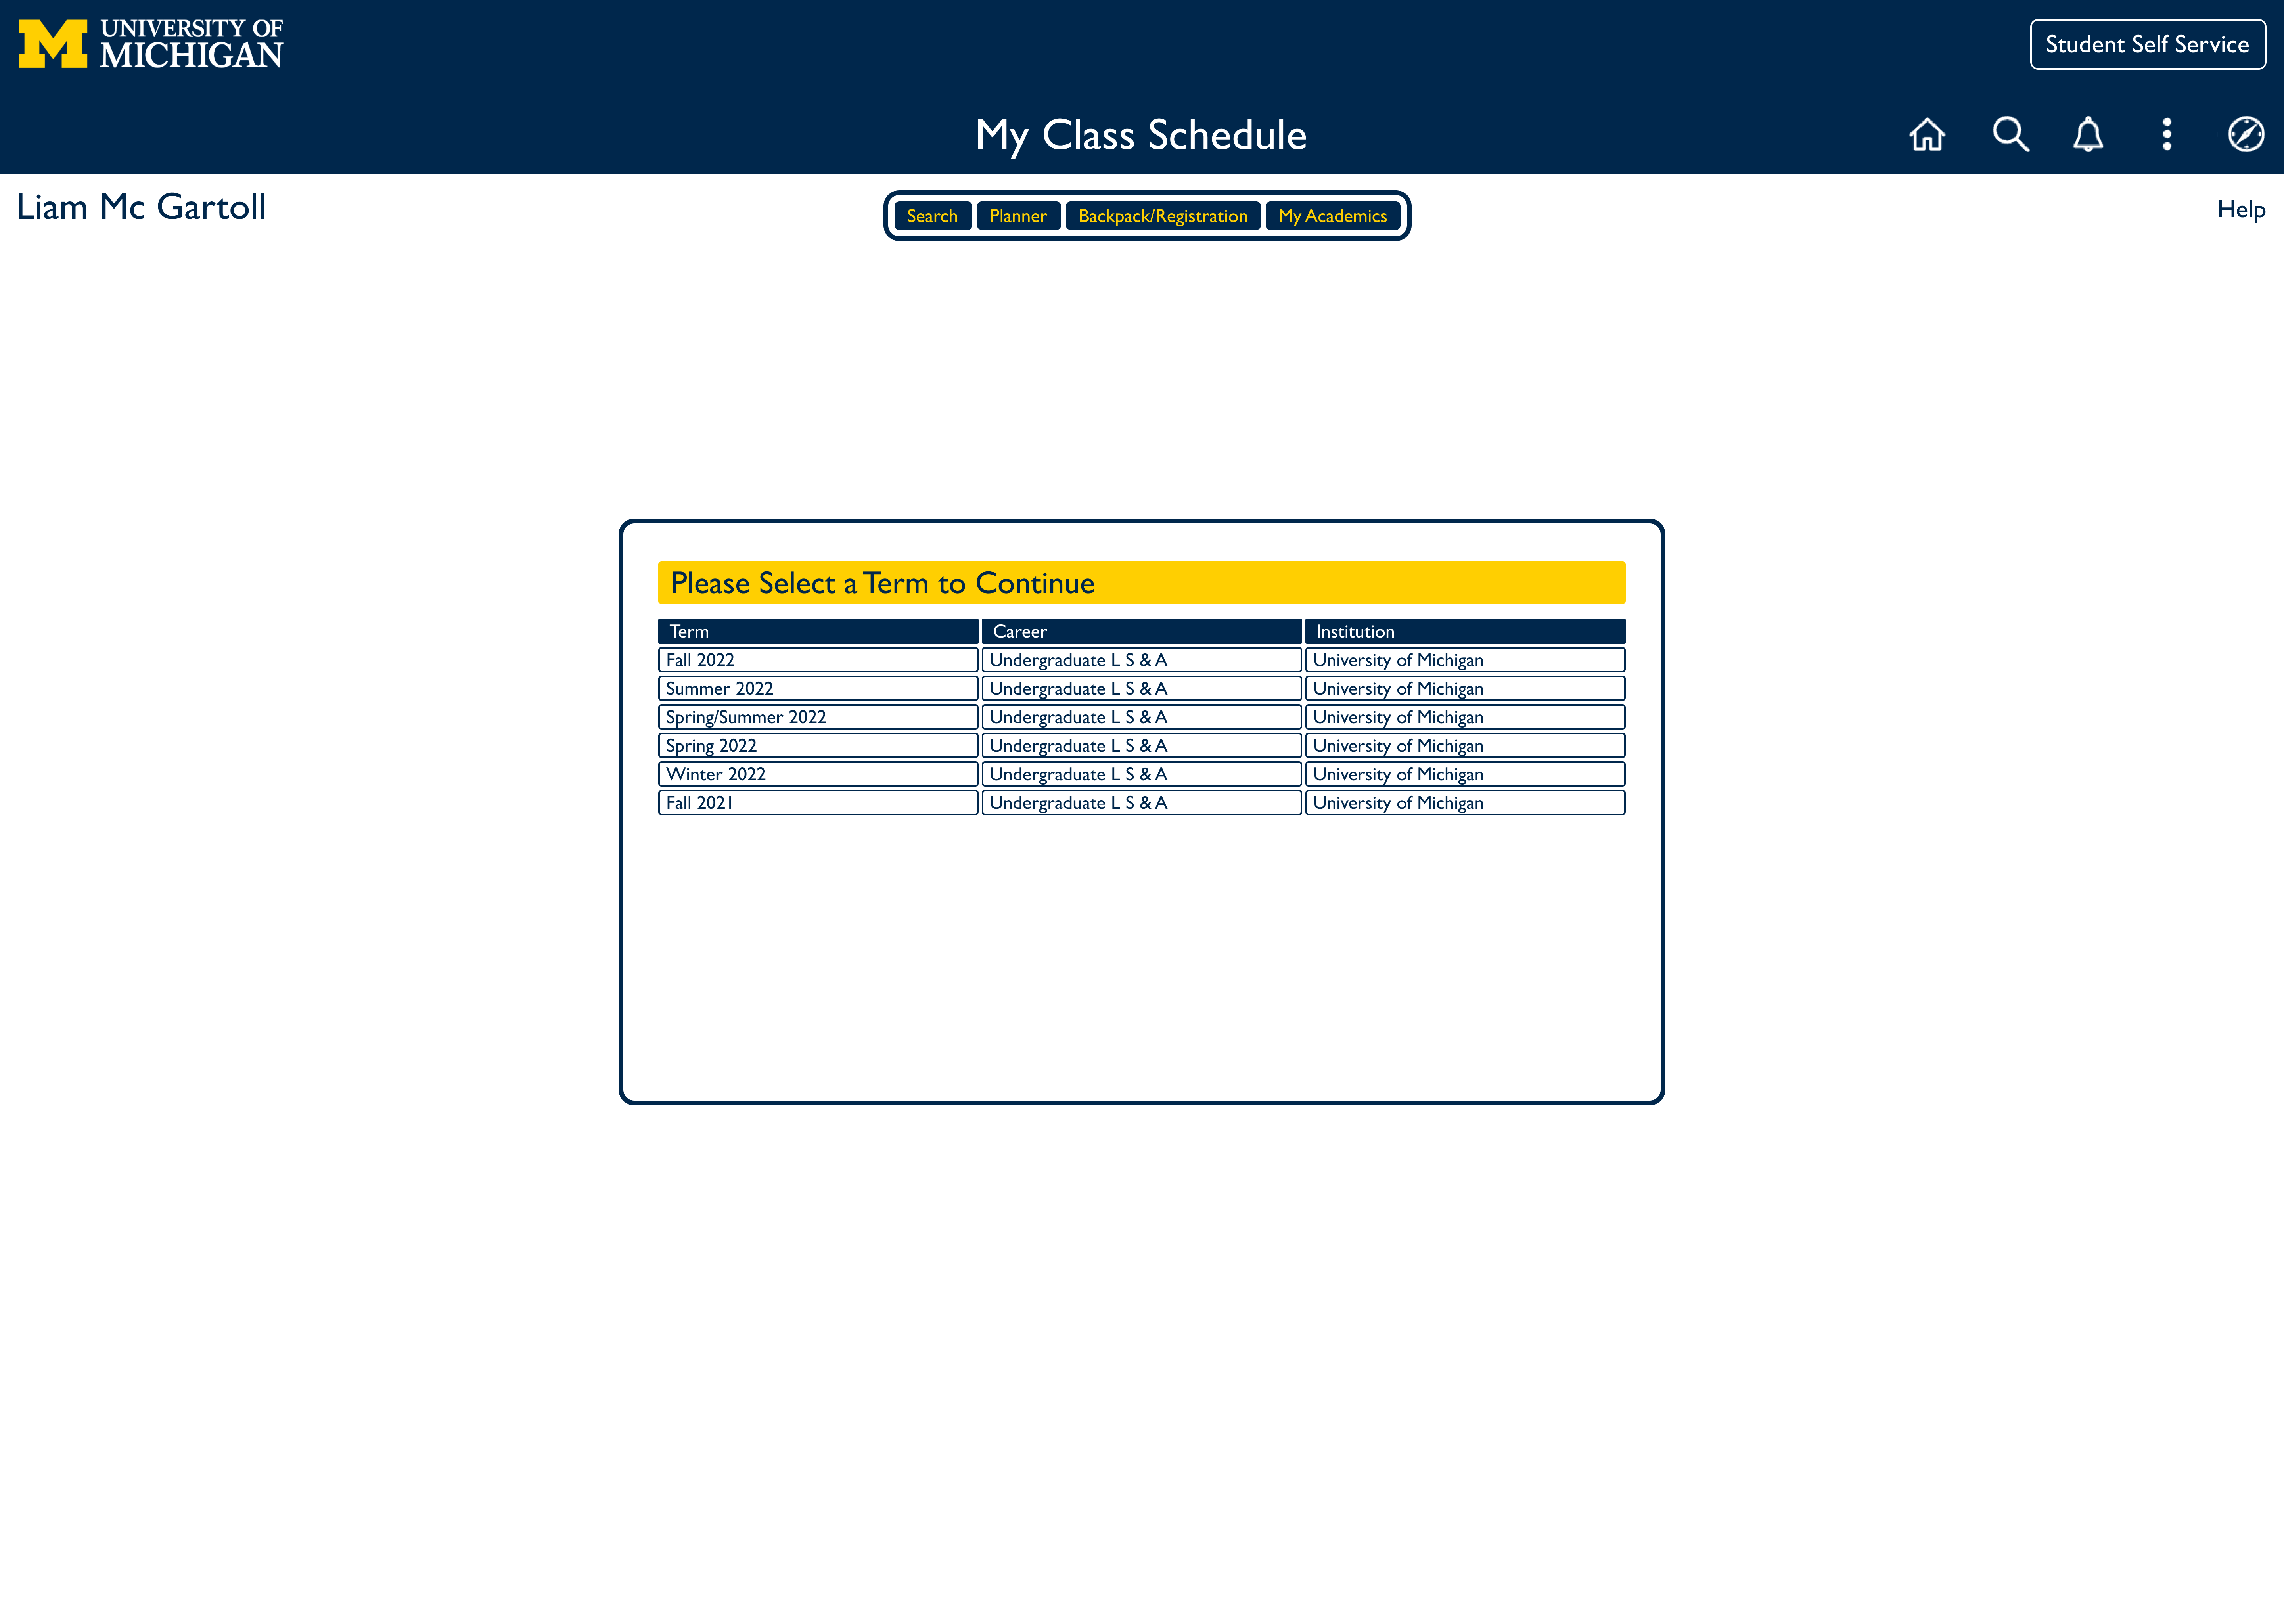 UNIVERSITY OF
MICHIGAN
Student Self Service
My Class Schedule
Liam Mc Gartoll
Search Planner Backpack/Registration My Academics
Help
Please Select a Term to Continue
Term Career Institution
Fall 2022 Undergraduate L S & A University of Michigan
Summer 2022 Undergraduate L S & A University of Michigan
Spring/Summer 2022 Undergraduate L S & A University of Michigan
Spring 2022 Undergraduate L S & A University of Michigan
Winter 2022 Undergraduate L S & A University of Michigan
Fall 2021 Undergraduate L S & A University of Michigan